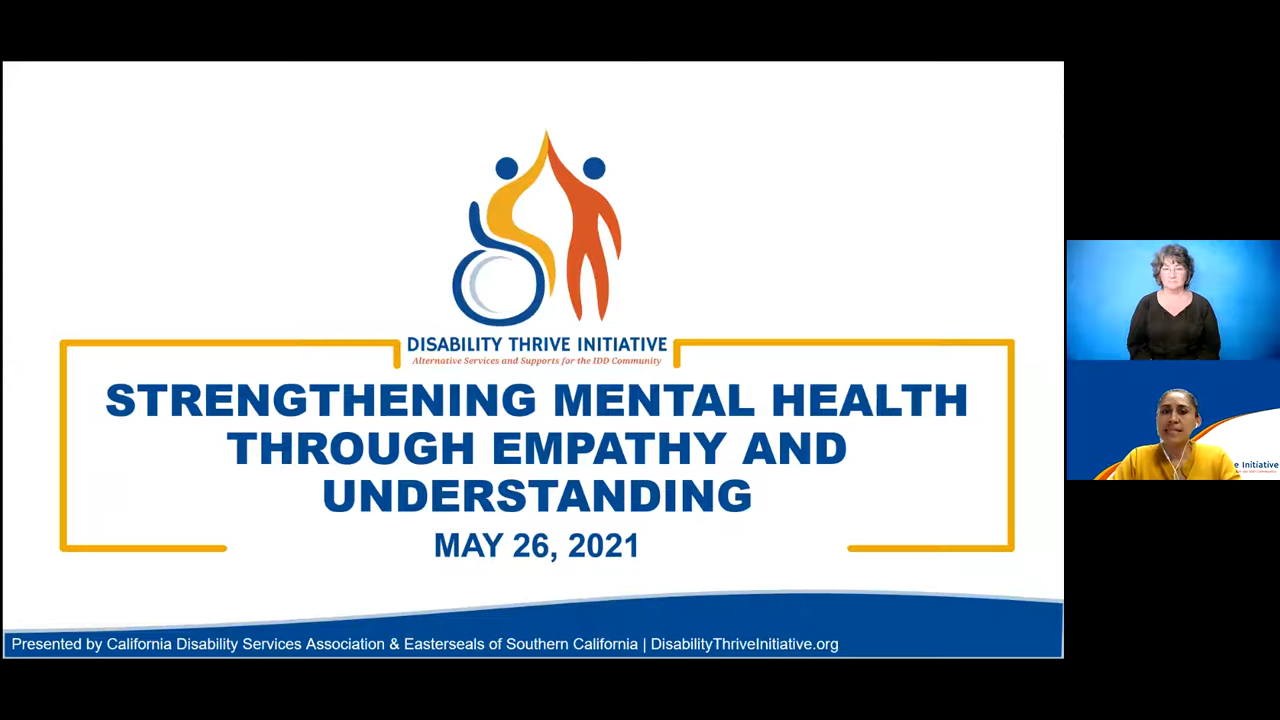 DISABILITY THRIVE INITIATIVE
Alternative Services and Supports for the IDD Community
STRENGTHENING MENTAL HEALTH
THROUGH EMPATHY AND
UNDERSTANDING
MAY 26, 2021
Presented by California Disability Services Association & Easterseals of Southern California | DisabilityThriveInitiative.org
e Initiative